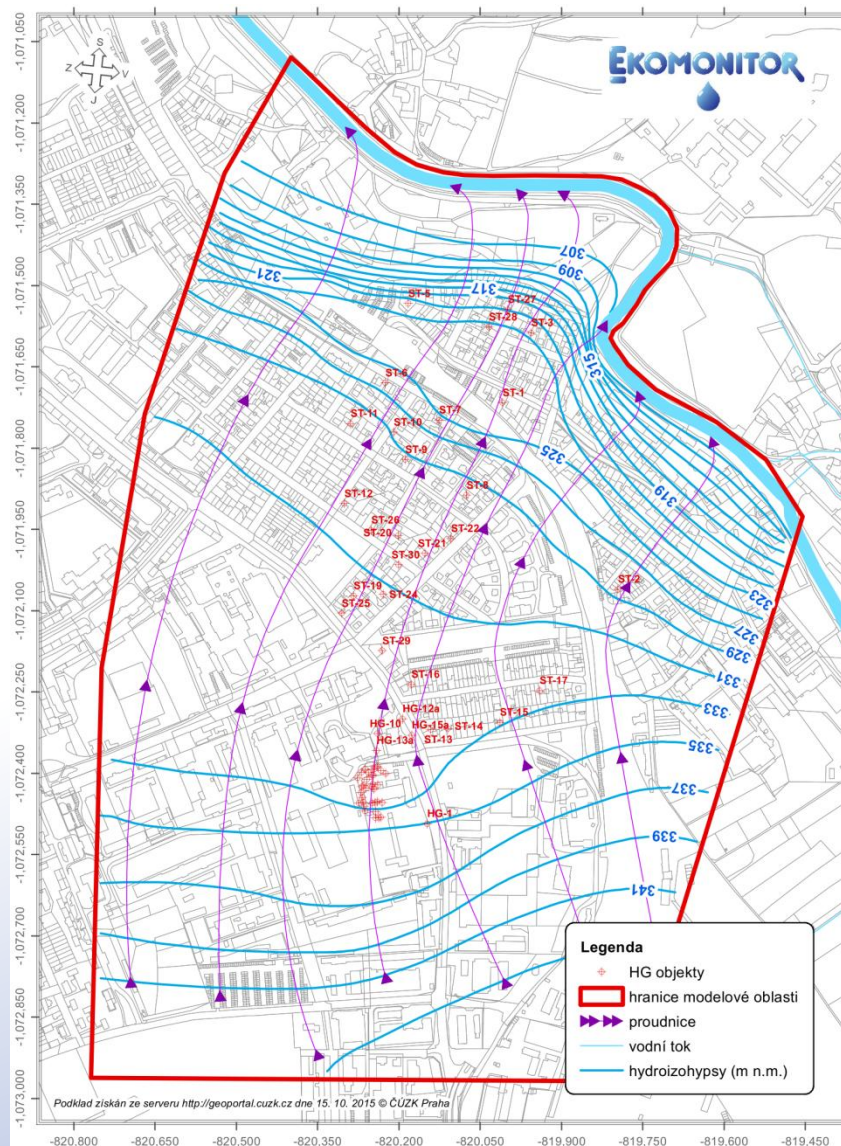 -1,071,050
-1,071,200
-1,071,350
-1,071,500
-1,071,650
-1,071,800
-1,071,950
-1,072,100
-1,072,250
-1,072,400
-1,072,550
-1,072,700
-1,072,850
-1,073,000
S
Z V
J
EKOMONITOR
307
309
321
317
315
325
319
323
327
329
331
333
335
337
339
341
ST-5
ST-27
ST-28
ST-3
ST-6
ST-1
ST-11
ST-7
ST-10
ST-9
ST-8
ST-12
ST-26
ST-20
ST-22
ST-21
ST-30
ST-2
ST-19
ST-24
ST-25
ST-29
ST-16
ST-17
HG-12a
ST-15
HG-10
HG-15a
ST-14
HG-13a
ST-13
HG-1
Legenda
HG objekty
hranice modelové oblasti
proudnice
vodní tok
hydroizohypsy (m n.m.)
Podklad získán ze serveru http://geoportal.cuzk.cz dne 15. 10. 2015 © ČÚZK Praha
-820.800 -820.650 -820.500 -820.350 -820.200 -820.050 -819.900 -819.750 -819.600 -819.450